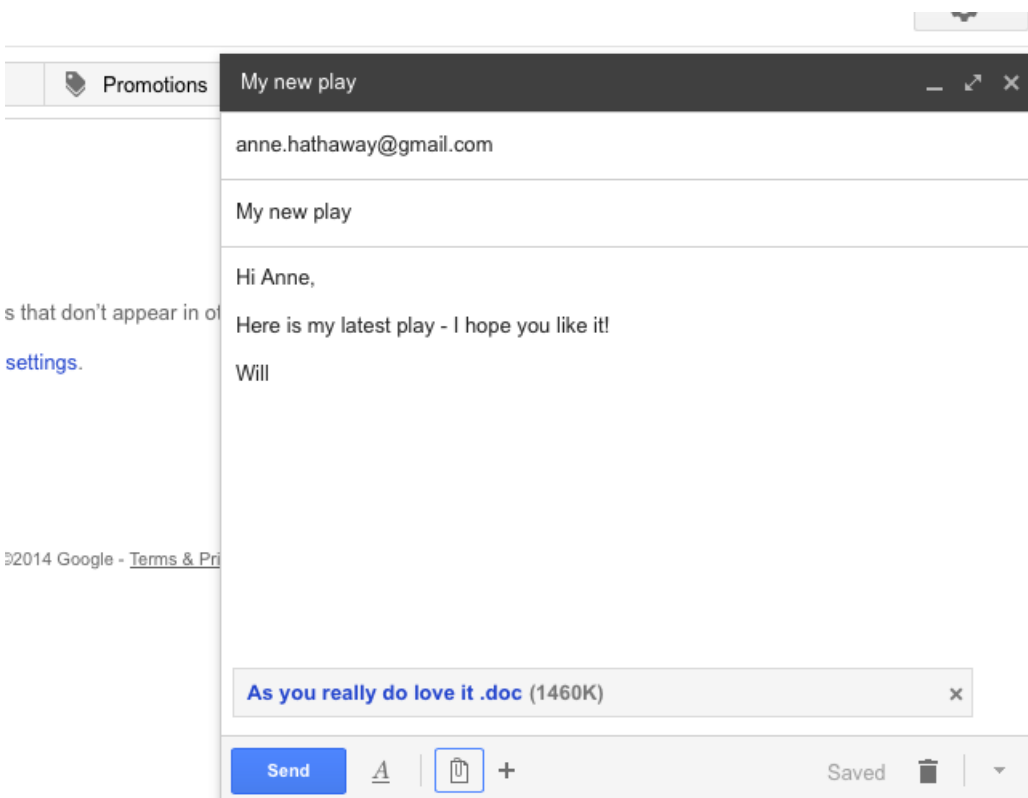 Promotions
My new play
anne.hathaway@gmail.com
My new play
Hi Anne,
s that don't appear in ot
Here is my latest play - I hope you like it!
settings.
Will
©2014 Google - Terms & Pri
As you really do love it .doc (1460K)
Send A Saved